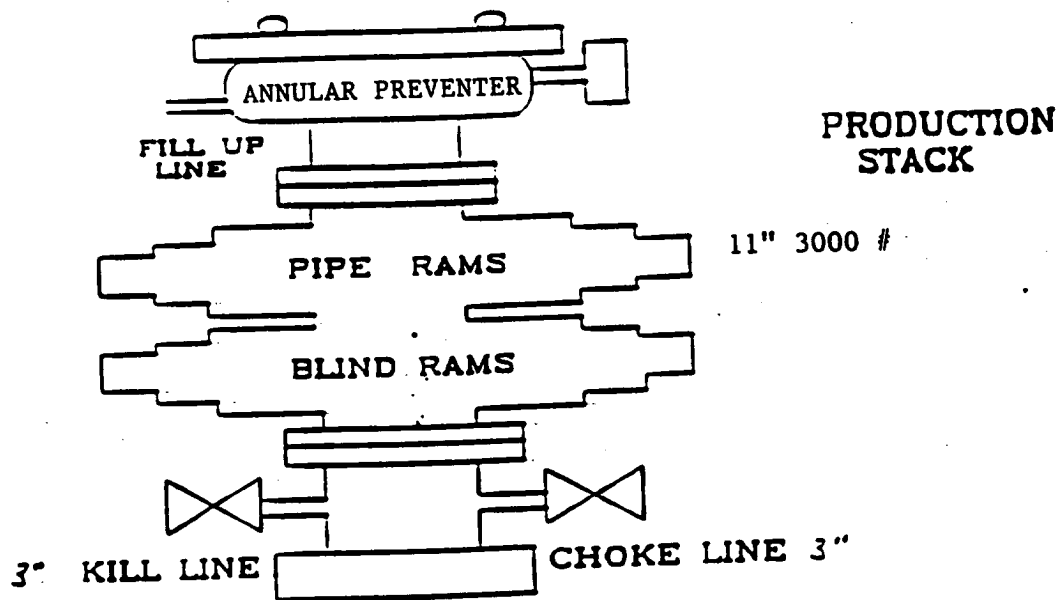 ANNULAR PREVENTER
FILL UP
LINE
PRODUCTION
STACK
11" 3000 #
PIPE RAMS
BLIND RAMS
3" KILL LINE
CHOKE LINE 3"